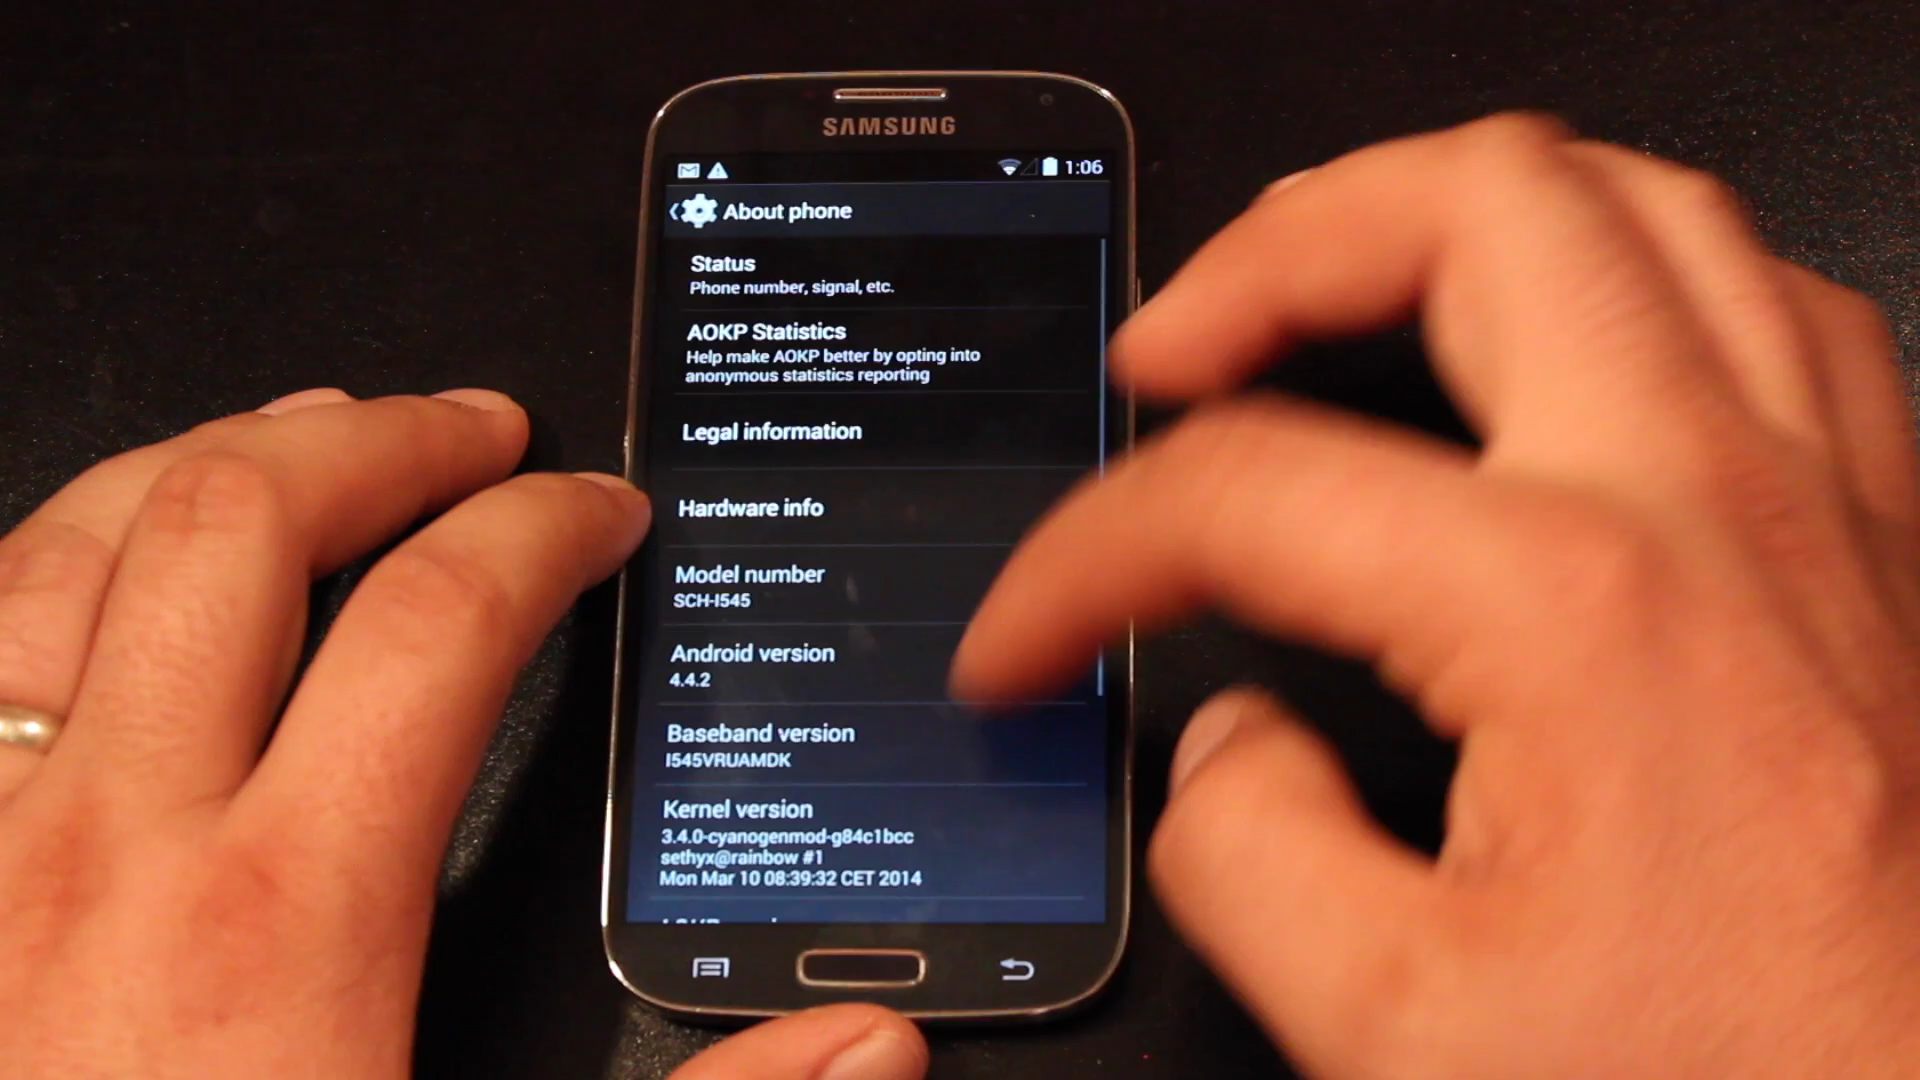 SAMSUNG
1:06
About phone
Status
Phone number, signal, etc.
AOKP Statistics
Help make AOKP better by opting into
anonymous statistics reporting
Legal information
Hardware info
Model number
SCH-I545
Android version
4.4.2
Baseband version
I545VRUAMDK
Kernel version
3.4.0-cyanogenmod-g84c1bcc
sethyx@rainbow #1
Mon Mar 10 08:39:32 CET 2014